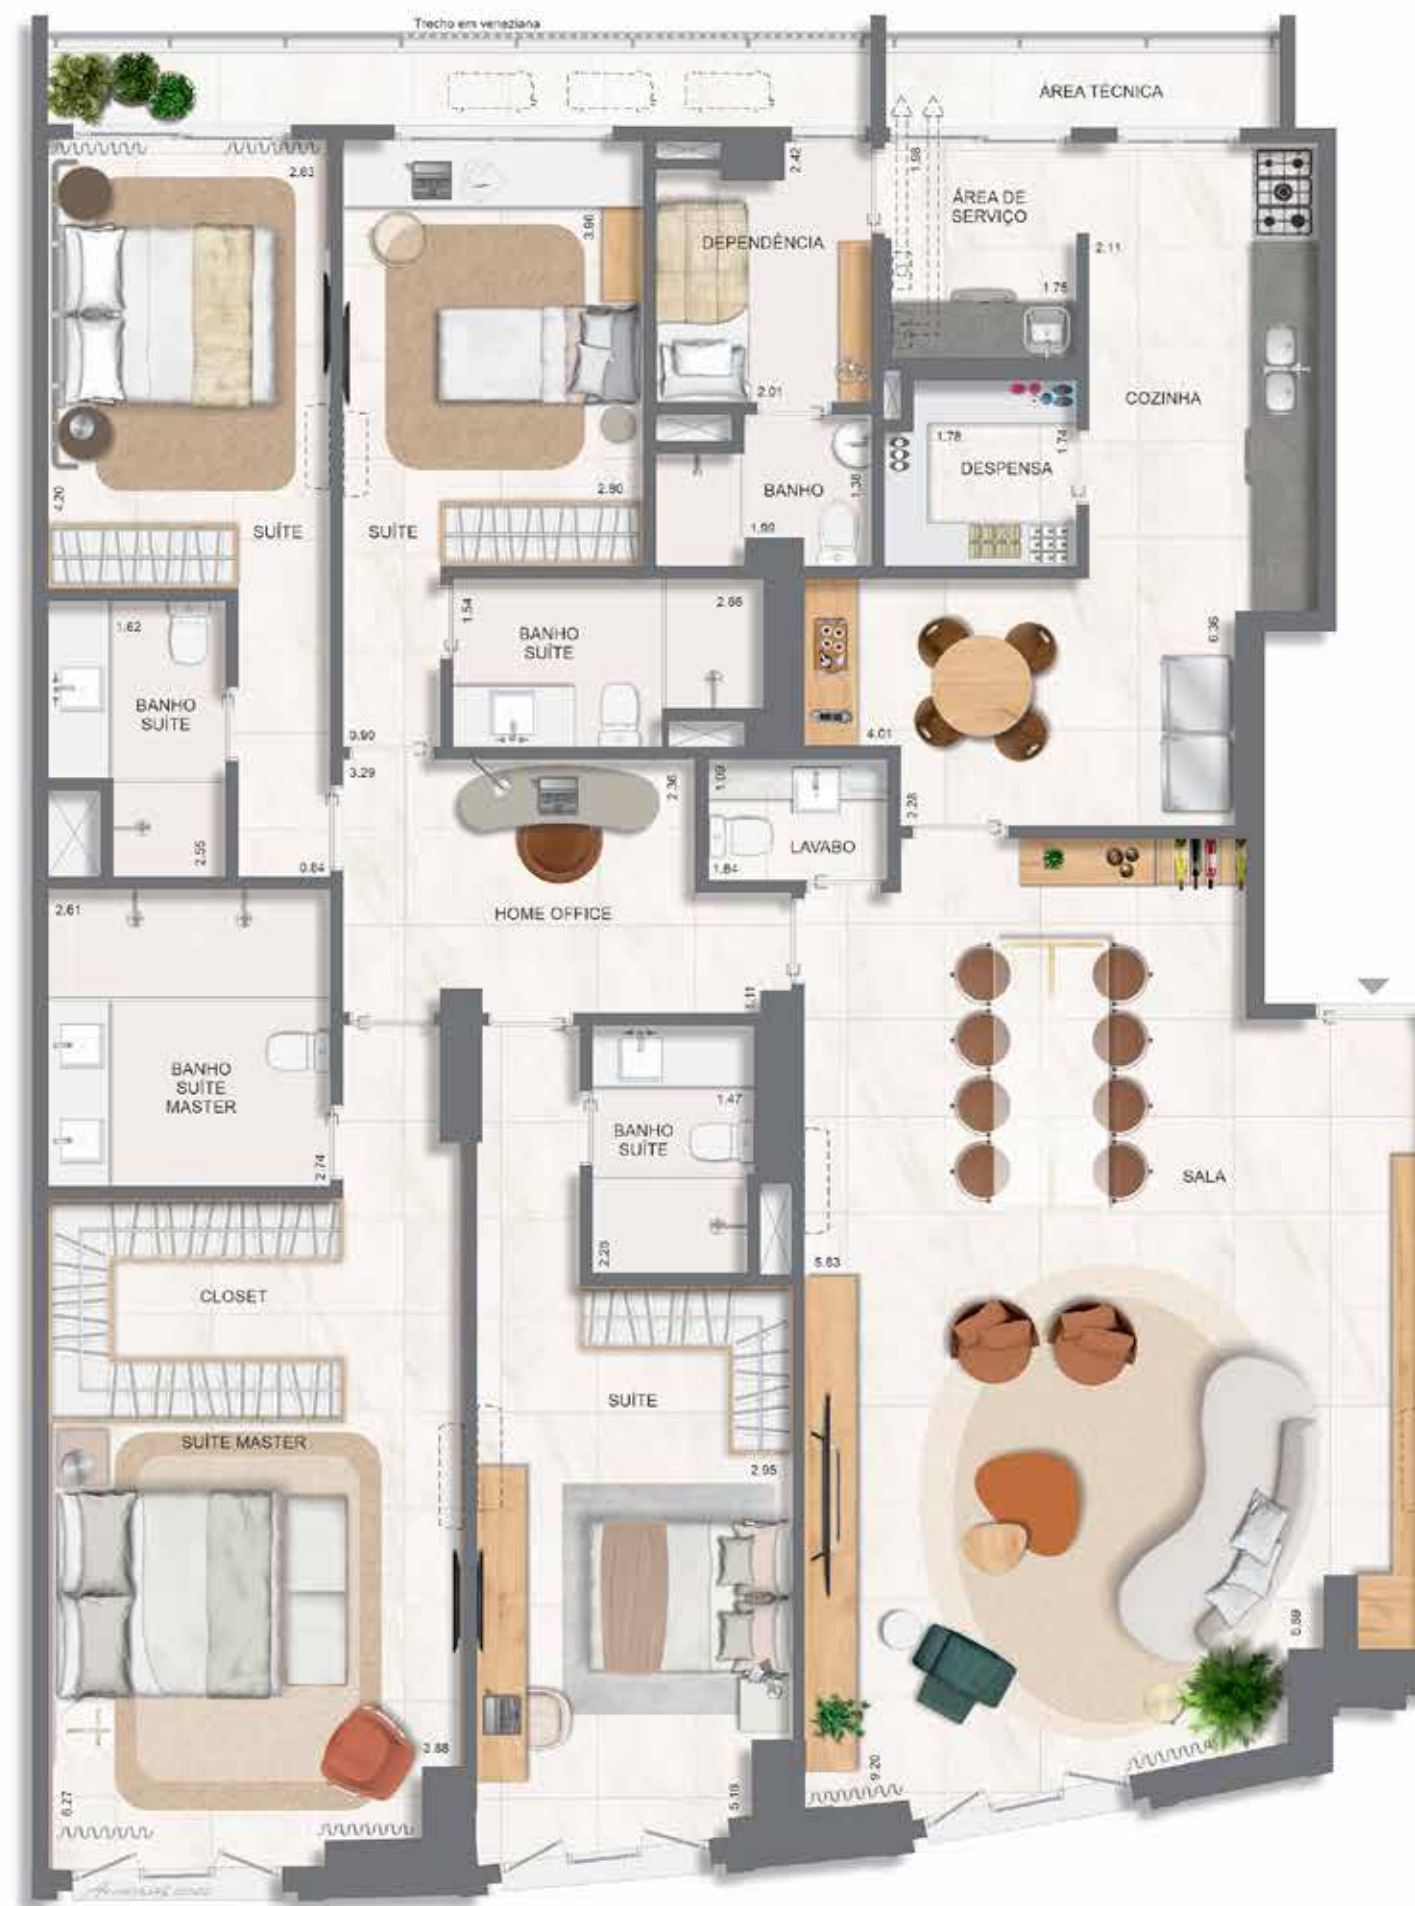 Trecho em veneziana
ÁREA TÉCNICA
2.63
2.42
1.98
ÁREA DE
SERVIÇO
3.96
DEPENDÊNCIA
2.11
1.75
2.01
COZINHA
1.78
1.74
DESPENSA
4.20
2.80
BANHO
1.38
1.99
SUÍTE
SUÍTE
1.54
2.66
1.62
BANHO
SUÍTE
6.36
BANHO
SUÍTE
0.90
4.01
3.29
2.36
1.09
2.28
2.55
0.84
1.84
LAVABO
2.61
HOME OFFICE
5.11
BANHO
SUÍTE
MASTER
1.47
BANHO
SUÍTE
2.74
SALA
2.25
5.63
CLOSET
SUÍTE
SUÍTE MASTER
2.95
5.89
3.88
9.20
6.27
5.18